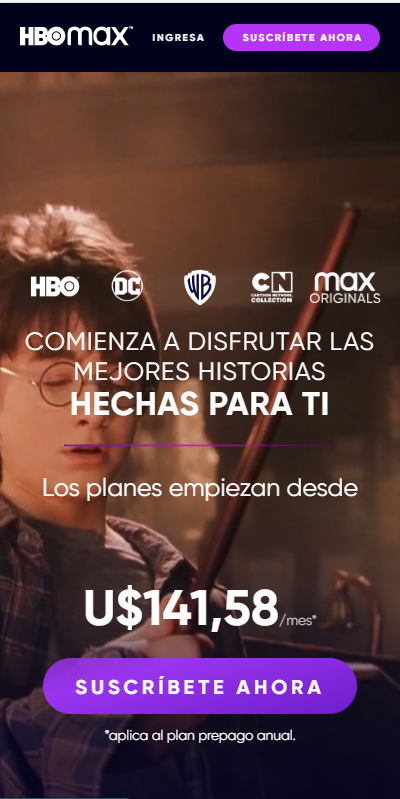 HBOmax™ INGRESA SUSCRÍBETE AHORA
HBO® DC WB CN CARTOON NETWORK COLLECTION max ORIGINALS
COMIENZA A DISFRUTAR LAS
MEJORES HISTORIAS
HECHAS PARA TI
Los planes empiezan desde
U$141,58/mes*
SUSCRÍBETE AHORA
*aplica al plan prepago anual.